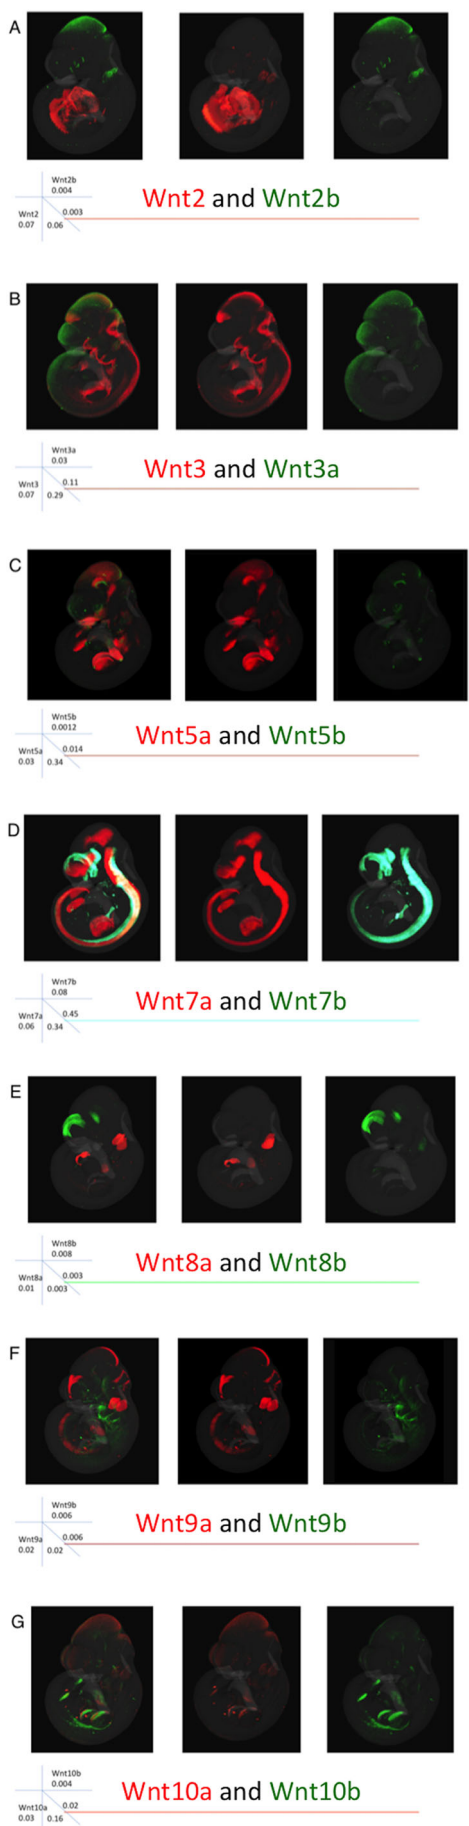 A
Wnt2b
0.004
Wnt2
0.07
0.003
0.06
Wnt2 and Wnt2b
B
Wnt3a
0.03
Wnt3
0.07
0.11
0.29
Wnt3 and Wnt3a
C
Wnt5b
0.0012
Wnt5a
0.03
0.014
0.34
Wnt5a and Wnt5b
D
Wnt7b
0.08
Wnt7a
0.06
0.45
0.34
Wnt7a and Wnt7b
E
Wnt8b
0.008
Wnt8a
0.01
0.003
0.003
Wnt8a and Wnt8b
F
Wnt9b
0.006
Wnt9a
0.02
0.006
0.02
Wnt9a and Wnt9b
G
Wnt10b
0.004
Wnt10a
0.03
0.02
0.16
Wnt10a and Wnt10b